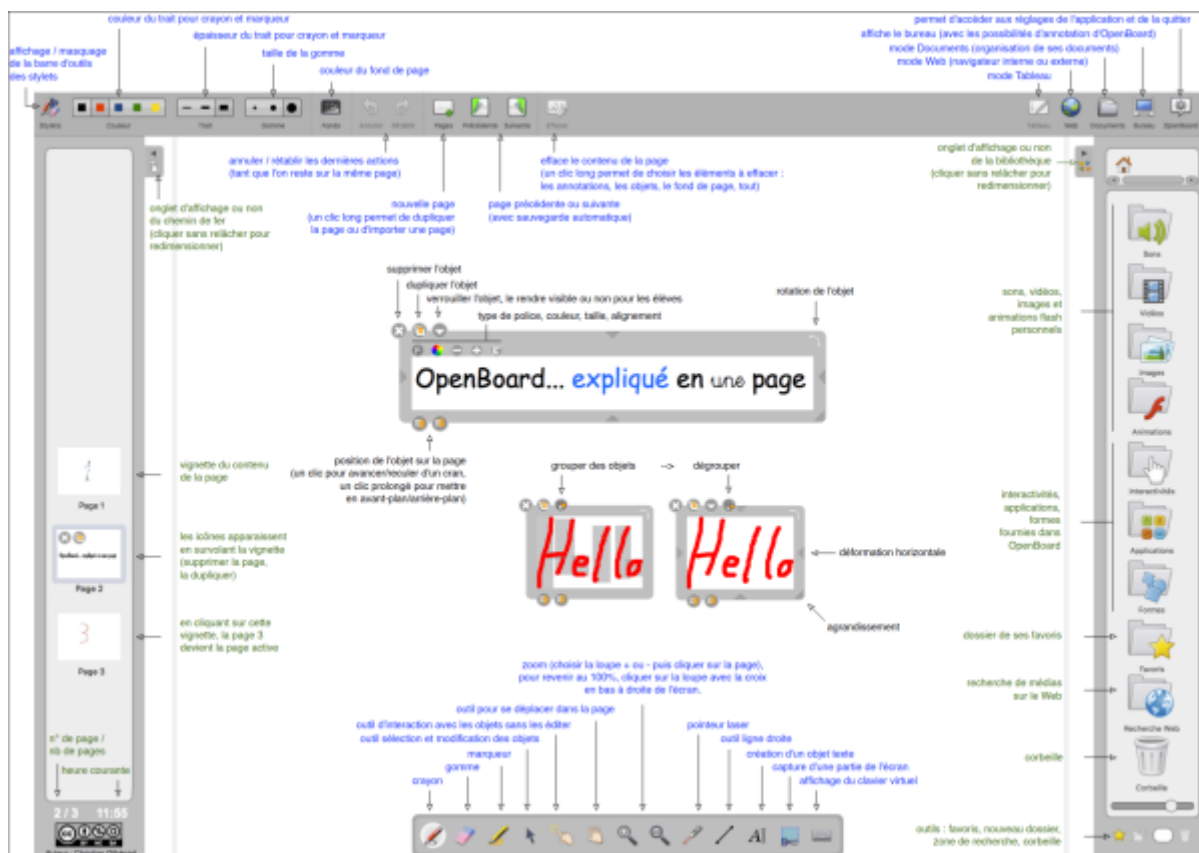 couleur du trait pour crayon et marqueur
épaisseur du trait pour crayon et marqueur
taille de la gomme
couleur du fond de page
affichage / masquage
de la barre d'outils
des stylets
permet d'accéder aux réglages de l'application et de la quitter
affiche le bureau (avec les possibilités d'annotation d'OpenBoard)
mode Documents (organisation de ses documents)
mode Web (navigateur interne ou externe)
mode Tableau
Stylets
Couleur
Trait
Gomme
Fonds
Annuler
Rétablir
Pages
Précédente
Suivante
Effacer
Tableau
Web
Documents
Bureau
OpenBoard
annuler / rétablir les dernières actions
(tant que l'on reste sur la même page)
efface le contenu de la page
(un clic long permet de choisir les éléments à effacer :
les annotations, les objets, le fond de page, tout)
onglet d'affichage ou non
de la bibliothèque
(cliquer sans relâcher pour
redimensionner)
onglet d'affichage ou non
du chemin de fer
(cliquer sans relâcher pour
redimensionner)
nouvelle page
(un clic long permet de dupliquer
la page ou d'importer une page)
page précédente ou suivante
(avec sauvegarde automatique)
supprimer l'objet
dupliquer l'objet
verrouiller l'objet, le rendre visible ou non pour les élèves
type de police, couleur, taille, alignement
rotation de l'objet
OpenBoard... expliqué en une page
position de l'objet sur la page
(un clic pour avancer/reculer d'un cran,
un clic prolongé pour mettre
en avant-plan/arrière-plan)
grouper des objets --> dégrouper
Hello
Hello
déformation horizontale
agrandissement
sons, vidéos,
images et
animations flash
personnels
interactivités,
applications,
formes
fournies dans
OpenBoard
dossier de ses favoris
recherche de médias
sur le Web
corbeille
outils : favoris, nouveau dossier,
zone de recherche, corbeille
Sons
Vidéos
Images
Animations
Interactivités
Applications
Formes
Favoris
Recherche Web
Corbeille
1
Page 1
vignette du contenu
de la page
Page 2
les icônes apparaissent
en survolant la vignette
(supprimer la page,
la dupliquer)
3
Page 3
en cliquant sur cette
vignette, la page 3
devient la page active
n° de page /
nb de pages
heure courante
2 / 3 11:55
zoom (choisir la loupe + ou - puis cliquer sur la page),
pour revenir au 100%, cliquer sur la loupe avec la croix
en bas à droite de l'écran.
outil pour se déplacer dans la page
outil d'interaction avec les objets sans les éditer
outil sélection et modification des objets
marqueur
gomme
crayon
pointeur laser
outil ligne droite
création d'un objet texte
capture d'une partie de l'écran
affichage du clavier virtuel